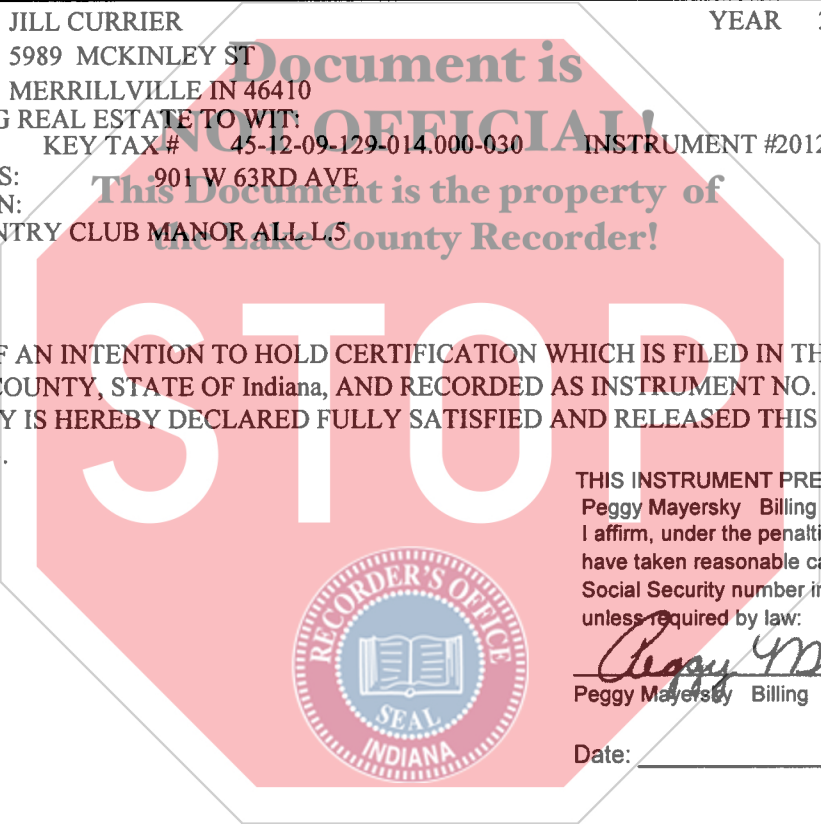 JILL CURRIER YEAR
5989 MCKINLEY ST
Document is
MERRILLVILLE IN 46410
G REAL ESTATE TO WIT:
NOT OFFICIAL!
KEY TAX # 45-12-09-129-014.000-030 INSTRUMENT #2012
S: 901 W 63RD AVE
This Document is the property of
N:
NTRY CLUB MANOR ALL L.5
the Lake County Recorder!
STOP
F AN INTENTION TO HOLD CERTIFICATION WHICH IS FILED IN TH
COUNTY, STATE OF Indiana, AND RECORDED AS INSTRUMENT NO.
Y IS HEREBY DECLARED FULLY SATISFIED AND RELEASED THIS
.
THIS INSTRUMENT PRE
Peggy Mayersky Billing
I affirm, under the penalti
have taken reasonable ca
Social Security number in
unless required by law:
Peggy M
Peggy Mayersky Billing
Date:
RECORDER'S OFFICE
SEAL
INDIANA